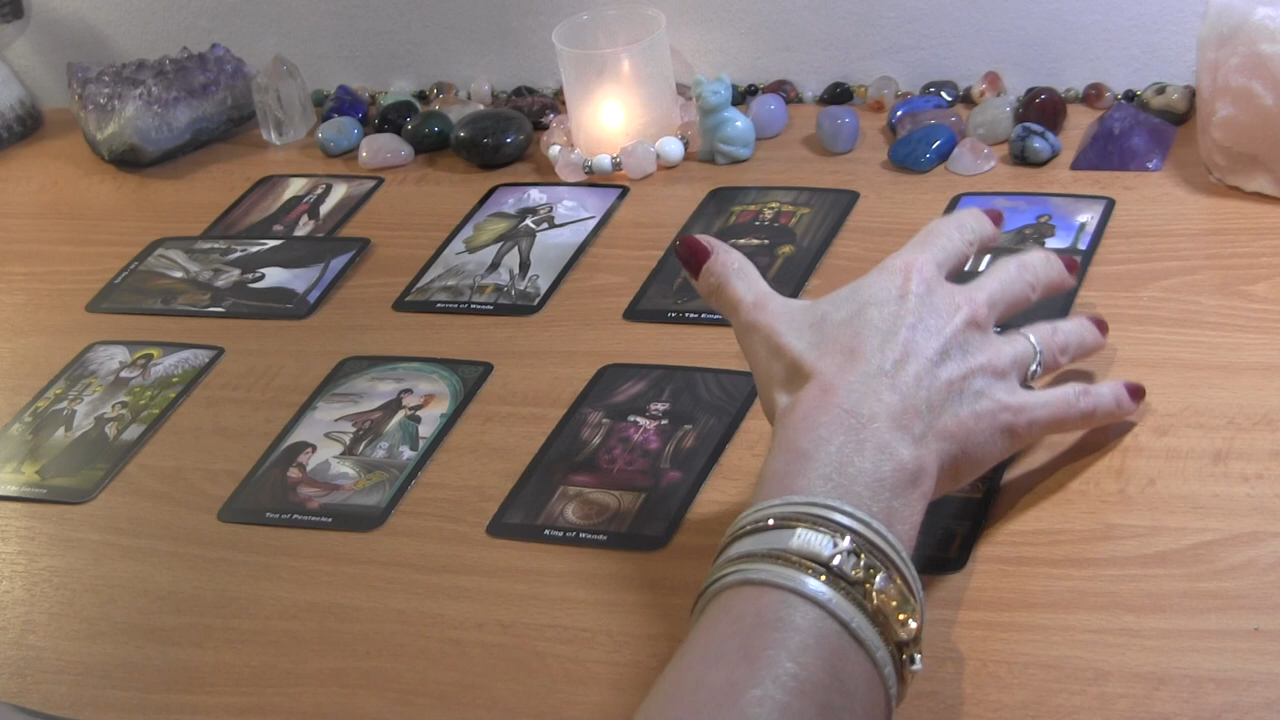 Seven of Wands
IV • The Emp
• The Lovers
Ten of Pentacles
King of Wands